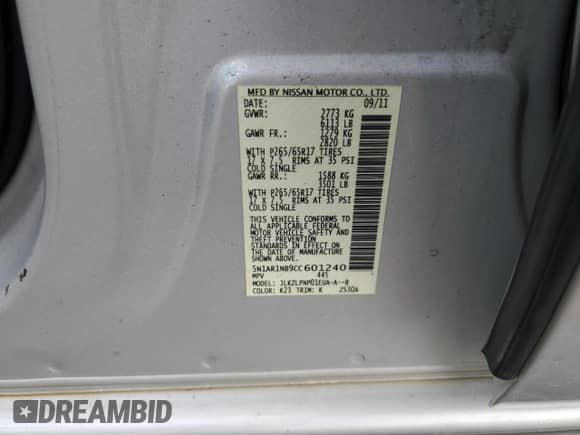 MFD BY NISSAN MOTOR CO., LTD.
DATE: 09/11
GVWR: 2773 KG
6113 LB
GAWR FR.: 1279 KG
2820 LB
WITH P265/65R17 TIRES
17 X 7.5 RIMS AT 35 PSI
COLD SINGLE
GAWR RR.: 1588 KG
3501 LB
WITH P265/65R17 TIRES
17 X 7.5 RIMS AT 35 PSI
COLD SINGLE
THIS VEHICLE CONFORMS TO
ALL APPLICABLE FEDERAL
MOTOR VEHICLE SAFETY AND
THEFT PREVENTION
STANDARDS IN EFFECT ON
THE DATE OF MANUFACTURE
SHOWN ABOVE.
5N1AR1NB9CC601240
MPV 445
MODEL: JLKZLPNP01EUA-A--B
COLOR: K23 TRIM: K 2530A
DREAMBID